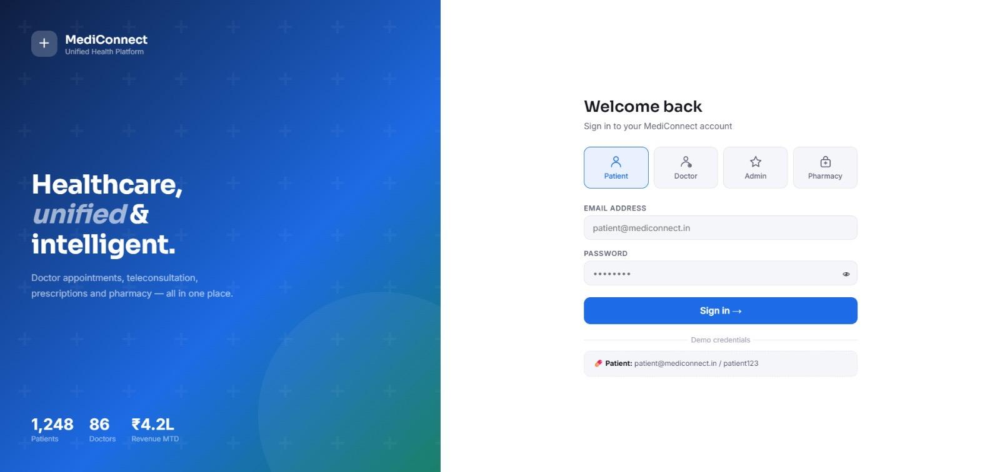 MediConnect
Unified Health Platform
Healthcare,
unified &
intelligent.
Doctor appointments, teleconsultation,
prescriptions and pharmacy — all in one place.
1,248 86 ₹4.2L
Patients Doctors Revenue MTD
Welcome back
Sign in to your MediConnect account
Patient Doctor Admin Pharmacy
EMAIL ADDRESS
patient@mediconnect.in
PASSWORD
••••••••
Sign in →
Demo credentials
Patient: patient@mediconnect.in / patient123